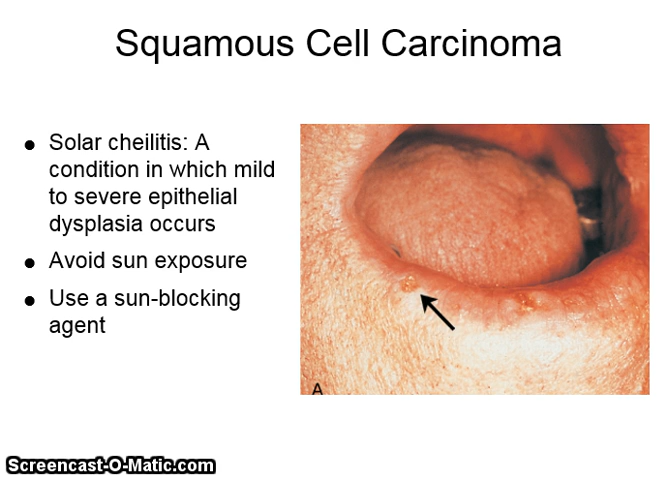 Squamous Cell Carcinoma
● Solar cheilitis: A
condition in which mild
to severe epithelial
dysplasia occurs
● Avoid sun exposure
● Use a sun-blocking
agent
A
Screencast-O-Matic.com